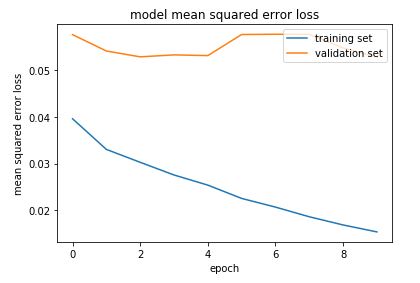 model mean squared error loss
training set
validation set
mean squared error loss
0.05
0.04
0.03
0.02
0 2 4 6 8
epoch